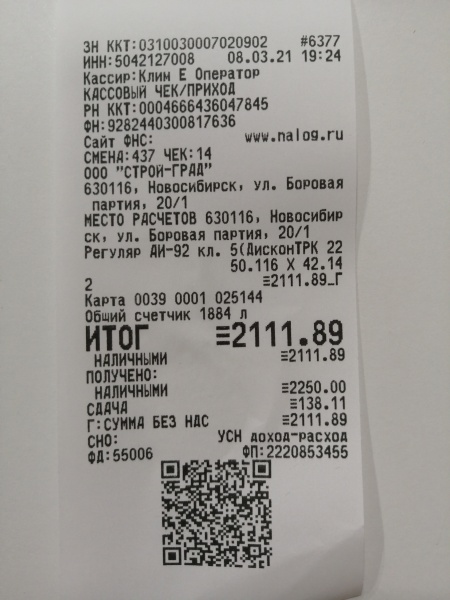 ЗН ККТ:0310030007020902 #6377
ИНН:5042127008 08.03.21 19:24
Кассир:Клим Е Оператор
КАССОВЫЙ ЧЕК/ПРИХОД
РН ККТ:0004666436047845
ФН:9282440300817636
Сайт ФНС: www.nalog.ru
СМЕНА:437 ЧЕК:14
ООО "СТРОЙ-ГРАД"
630116, Новосибирск, ул. Боровая
партия, 20/1
МЕСТО РАСЧЕТОВ 630116, Новосибир
ск, ул. Боровая партия, 20/1
Регуляр АИ-92 кл. 5(ДисконТРК 22
50.116 X 42.14
2 ≡2111.89_Г
Карта 0039 0001 025144
Общий счетчик 1884 л
ИТОГ ≡2111.89
НАЛИЧНЫМИ ≡2111.89
ПОЛУЧЕНО:
НАЛИЧНЫМИ ≡2250.00
СДАЧА ≡138.11
Г:СУММА БЕЗ НДС ≡2111.89
СНО: УСН доход-расход
ФД:55006 ФП:2220853455